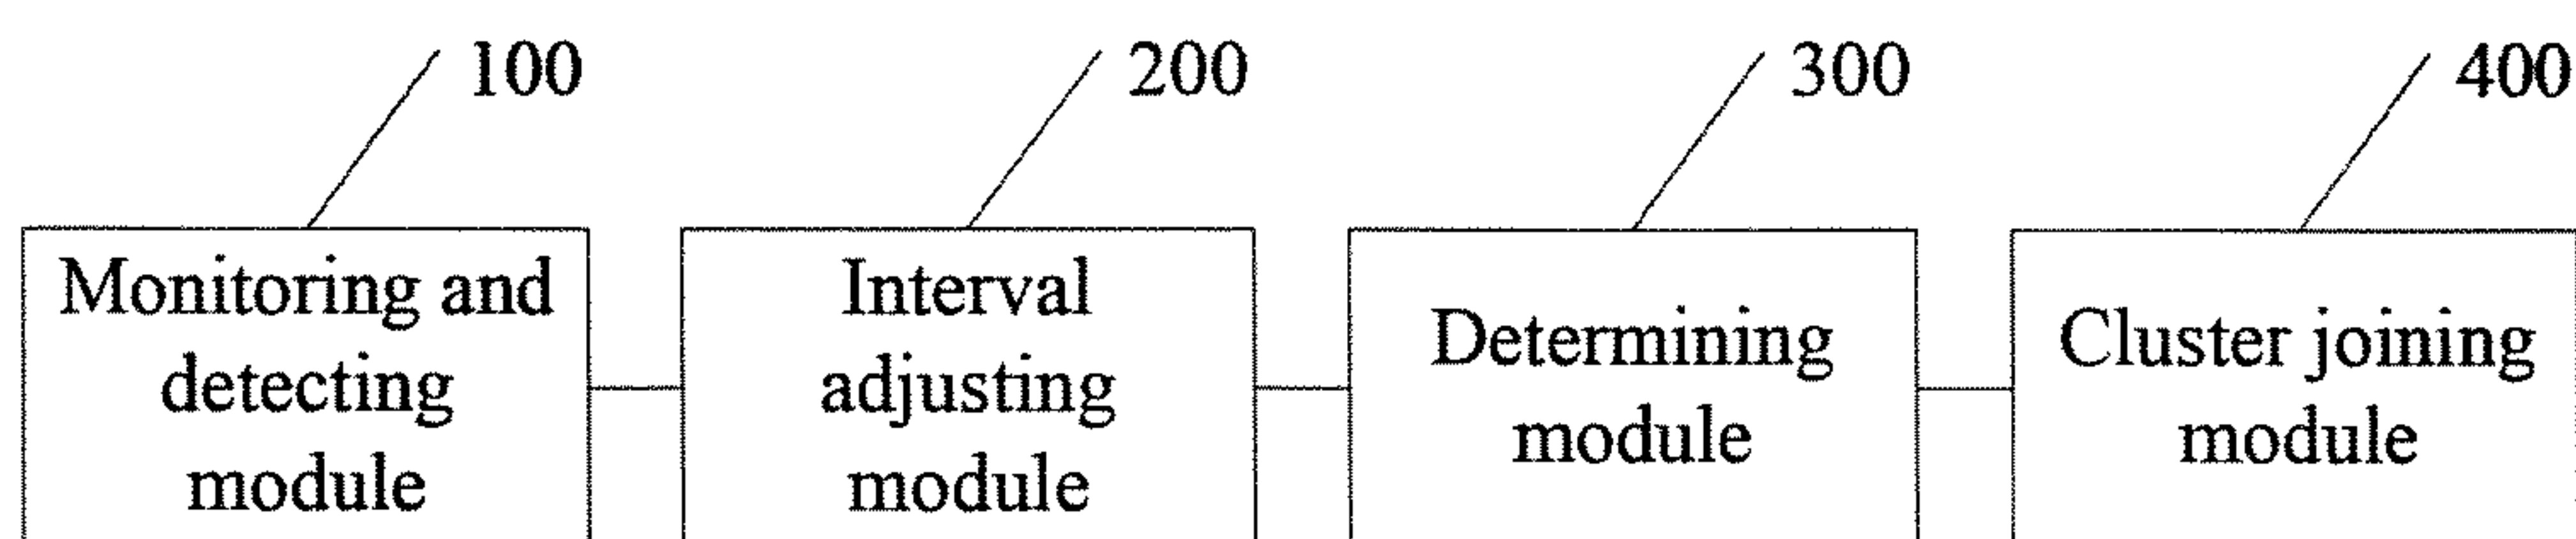 100
200
300
400
Monitoring and
detecting
module
Interval
adjusting
module
Determining
module
Cluster joining
module